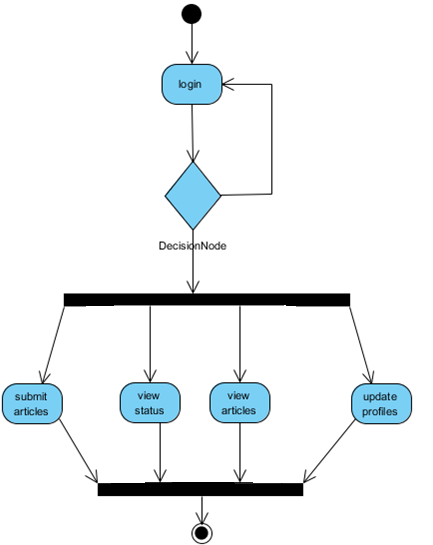 login
DecisionNode
submit
articles
view
status
view
articles
update
profiles